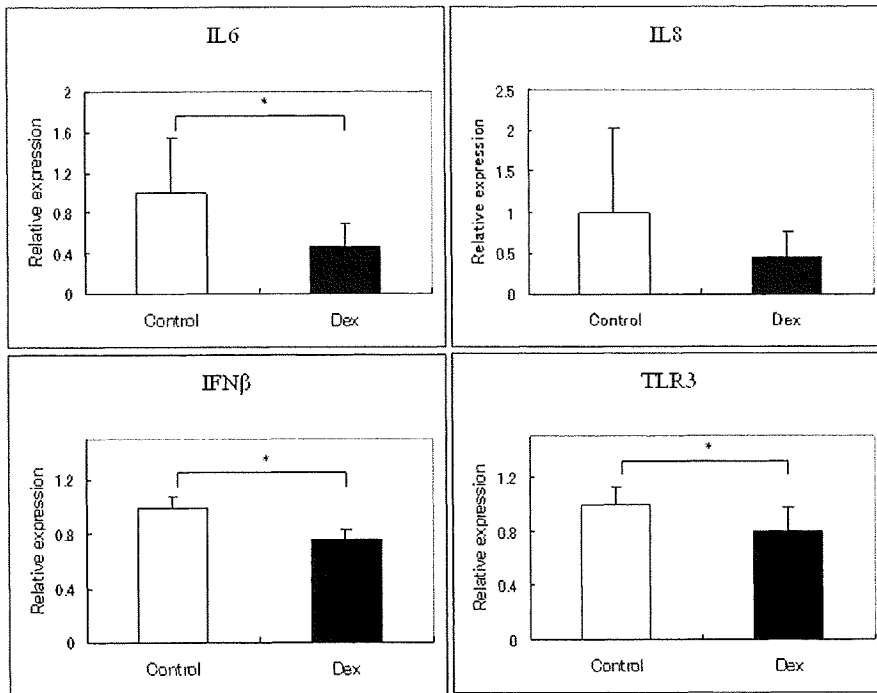 IL6
2
1.6
1.2
0.8
0.4
0
Relative expression
*
Control Dex
IL8
2.5
2
1.5
1
0.5
0
Relative expression
Control Dex
IFNβ
1.2
0.8
0.4
0
Relative expression
*
Control Dex
TLR3
1.2
0.8
0.4
0
Relative expression
*
Control Dex